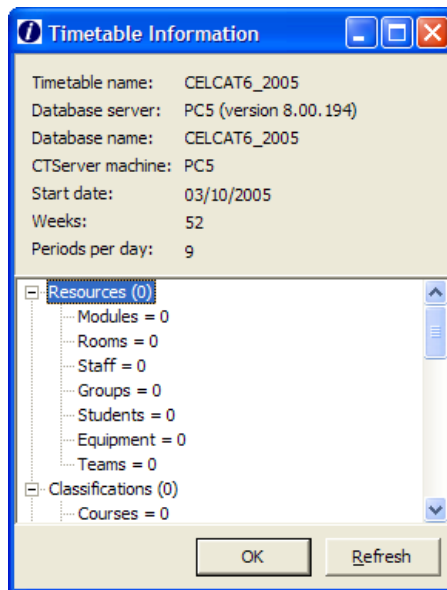 Timetable Information
Timetable name: CELCAT6_2005
Database server: PC5 (version 8.00.194)
Database name: CELCAT6_2005
CTServer machine: PC5
Start date: 03/10/2005
Weeks: 52
Periods per day: 9
Resources (0)
Modules = 0
Rooms = 0
Staff = 0
Groups = 0
Students = 0
Equipment = 0
Teams = 0
Classifications (0)
Courses = 0
OK Refresh